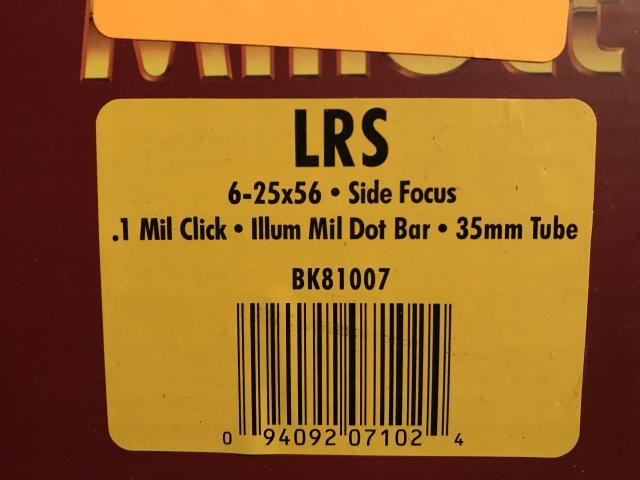 LRS
6-25x56 • Side Focus
.1 Mil Click • Illum Mil Dot Bar • 35mm Tube
BK81007
0 94092 07102 4